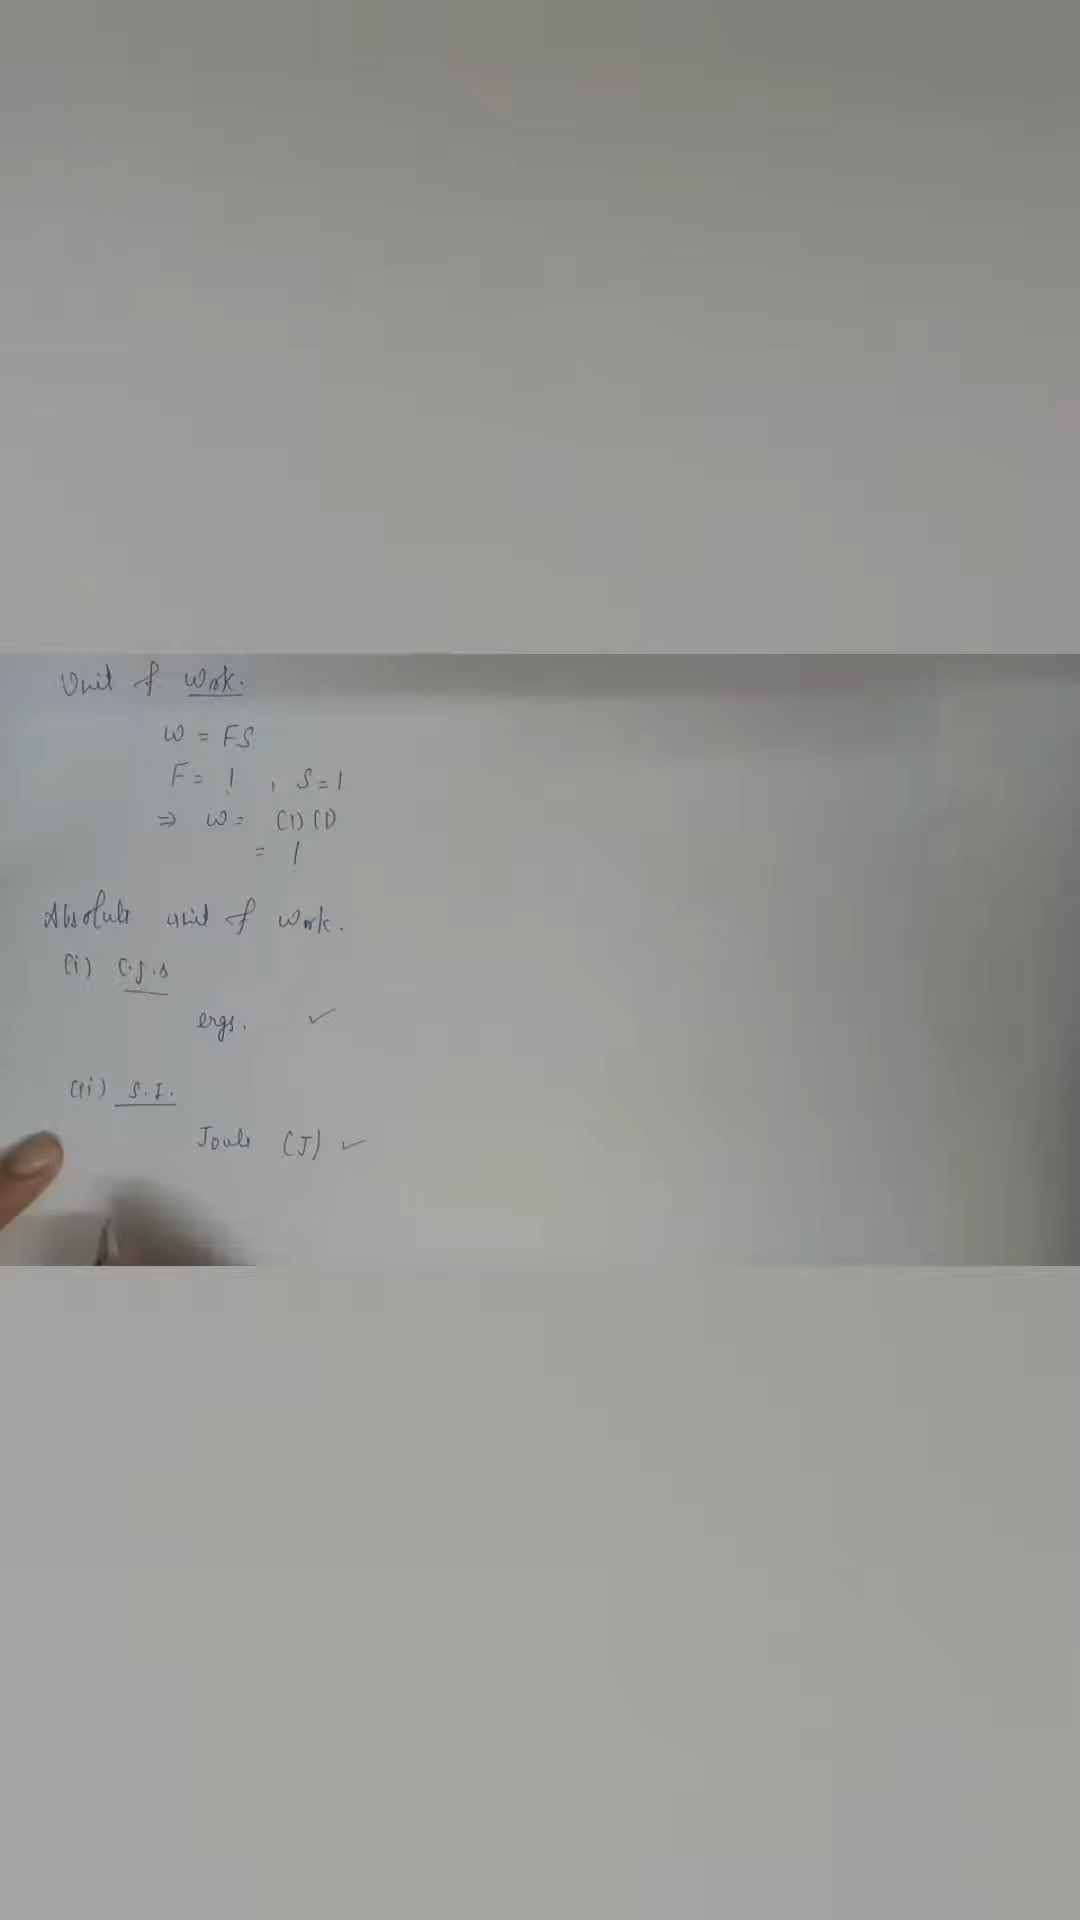 Unit of Work.
W = FS
F = 1 , S = 1
⇒ W = (1) (1)
= 1
Absolute unit of Work.
(i) C.g.s
ergs. ✓
(ii) S.I.
Joule (J) ✓